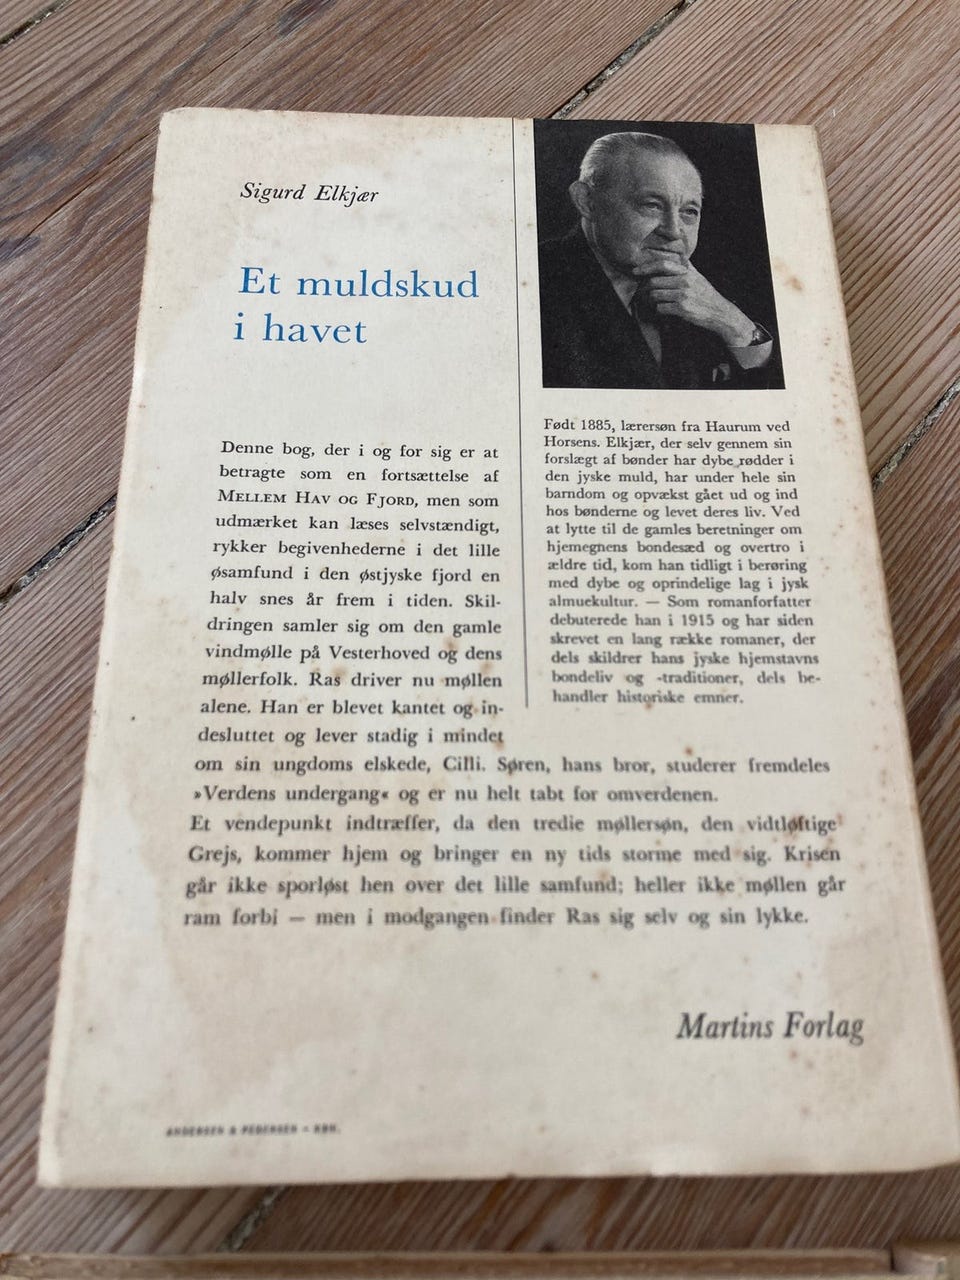 Sigurd Elkjær
Et muldskud
i havet
Denne bog, der i og for sig er at
betragte som en fortsættelse af
MELLEM HAV OG FJORD, men som
udmærket kan læses selvstændigt,
rykker begivenhederne i det lille
øsamfund i den østjyske fjord en
halv snes år frem i tiden. Skil-
dringen samler sig om den gamle
vindmølle på Vesterhoved og dens
møllerfolk. Ras driver nu møllen
alene. Han er blevet kantet og in-
desluttet og lever stadig i mindet
om sin ungdoms elskede, Cilli. Søren, hans bror, studerer fremdeles
»Verdens undergang« og er nu helt tabt for omverdenen.
Et vendepunkt indtræffer, da den tredie møllersøn, den vidtløftige
Grejs, kommer hjem og bringer en ny tids storme med sig. Krisen
går ikke sporløst hen over det lille samfund; heller ikke møllen går
ram forbi — men i modgangen finder Ras sig selv og sin lykke.
Født 1885, lærersøn fra Haurum ved
Horsens. Elkjær, der selv gennem sin
forslægt af bønder har dybe rødder i
den jyske muld, har under hele sin
barndom og opvækst gået ud og ind
hos bønderne og levet deres liv. Ved
at lytte til de gamles beretninger om
hjemegnens bondesæd og overtro i
ældre tid, kom han tidligt i berøring
med dybe og oprindelige lag i jysk
almuekultur. — Som romanforfatter
debuterede han i 1915 og har siden
skrevet en lang række romaner, der
dels skildrer hans jyske hjemstavns
bondeliv og -traditioner, dels be-
handler historiske emner.
Martins Forlag
ANDERSEN & PEDERSEN – KBH.